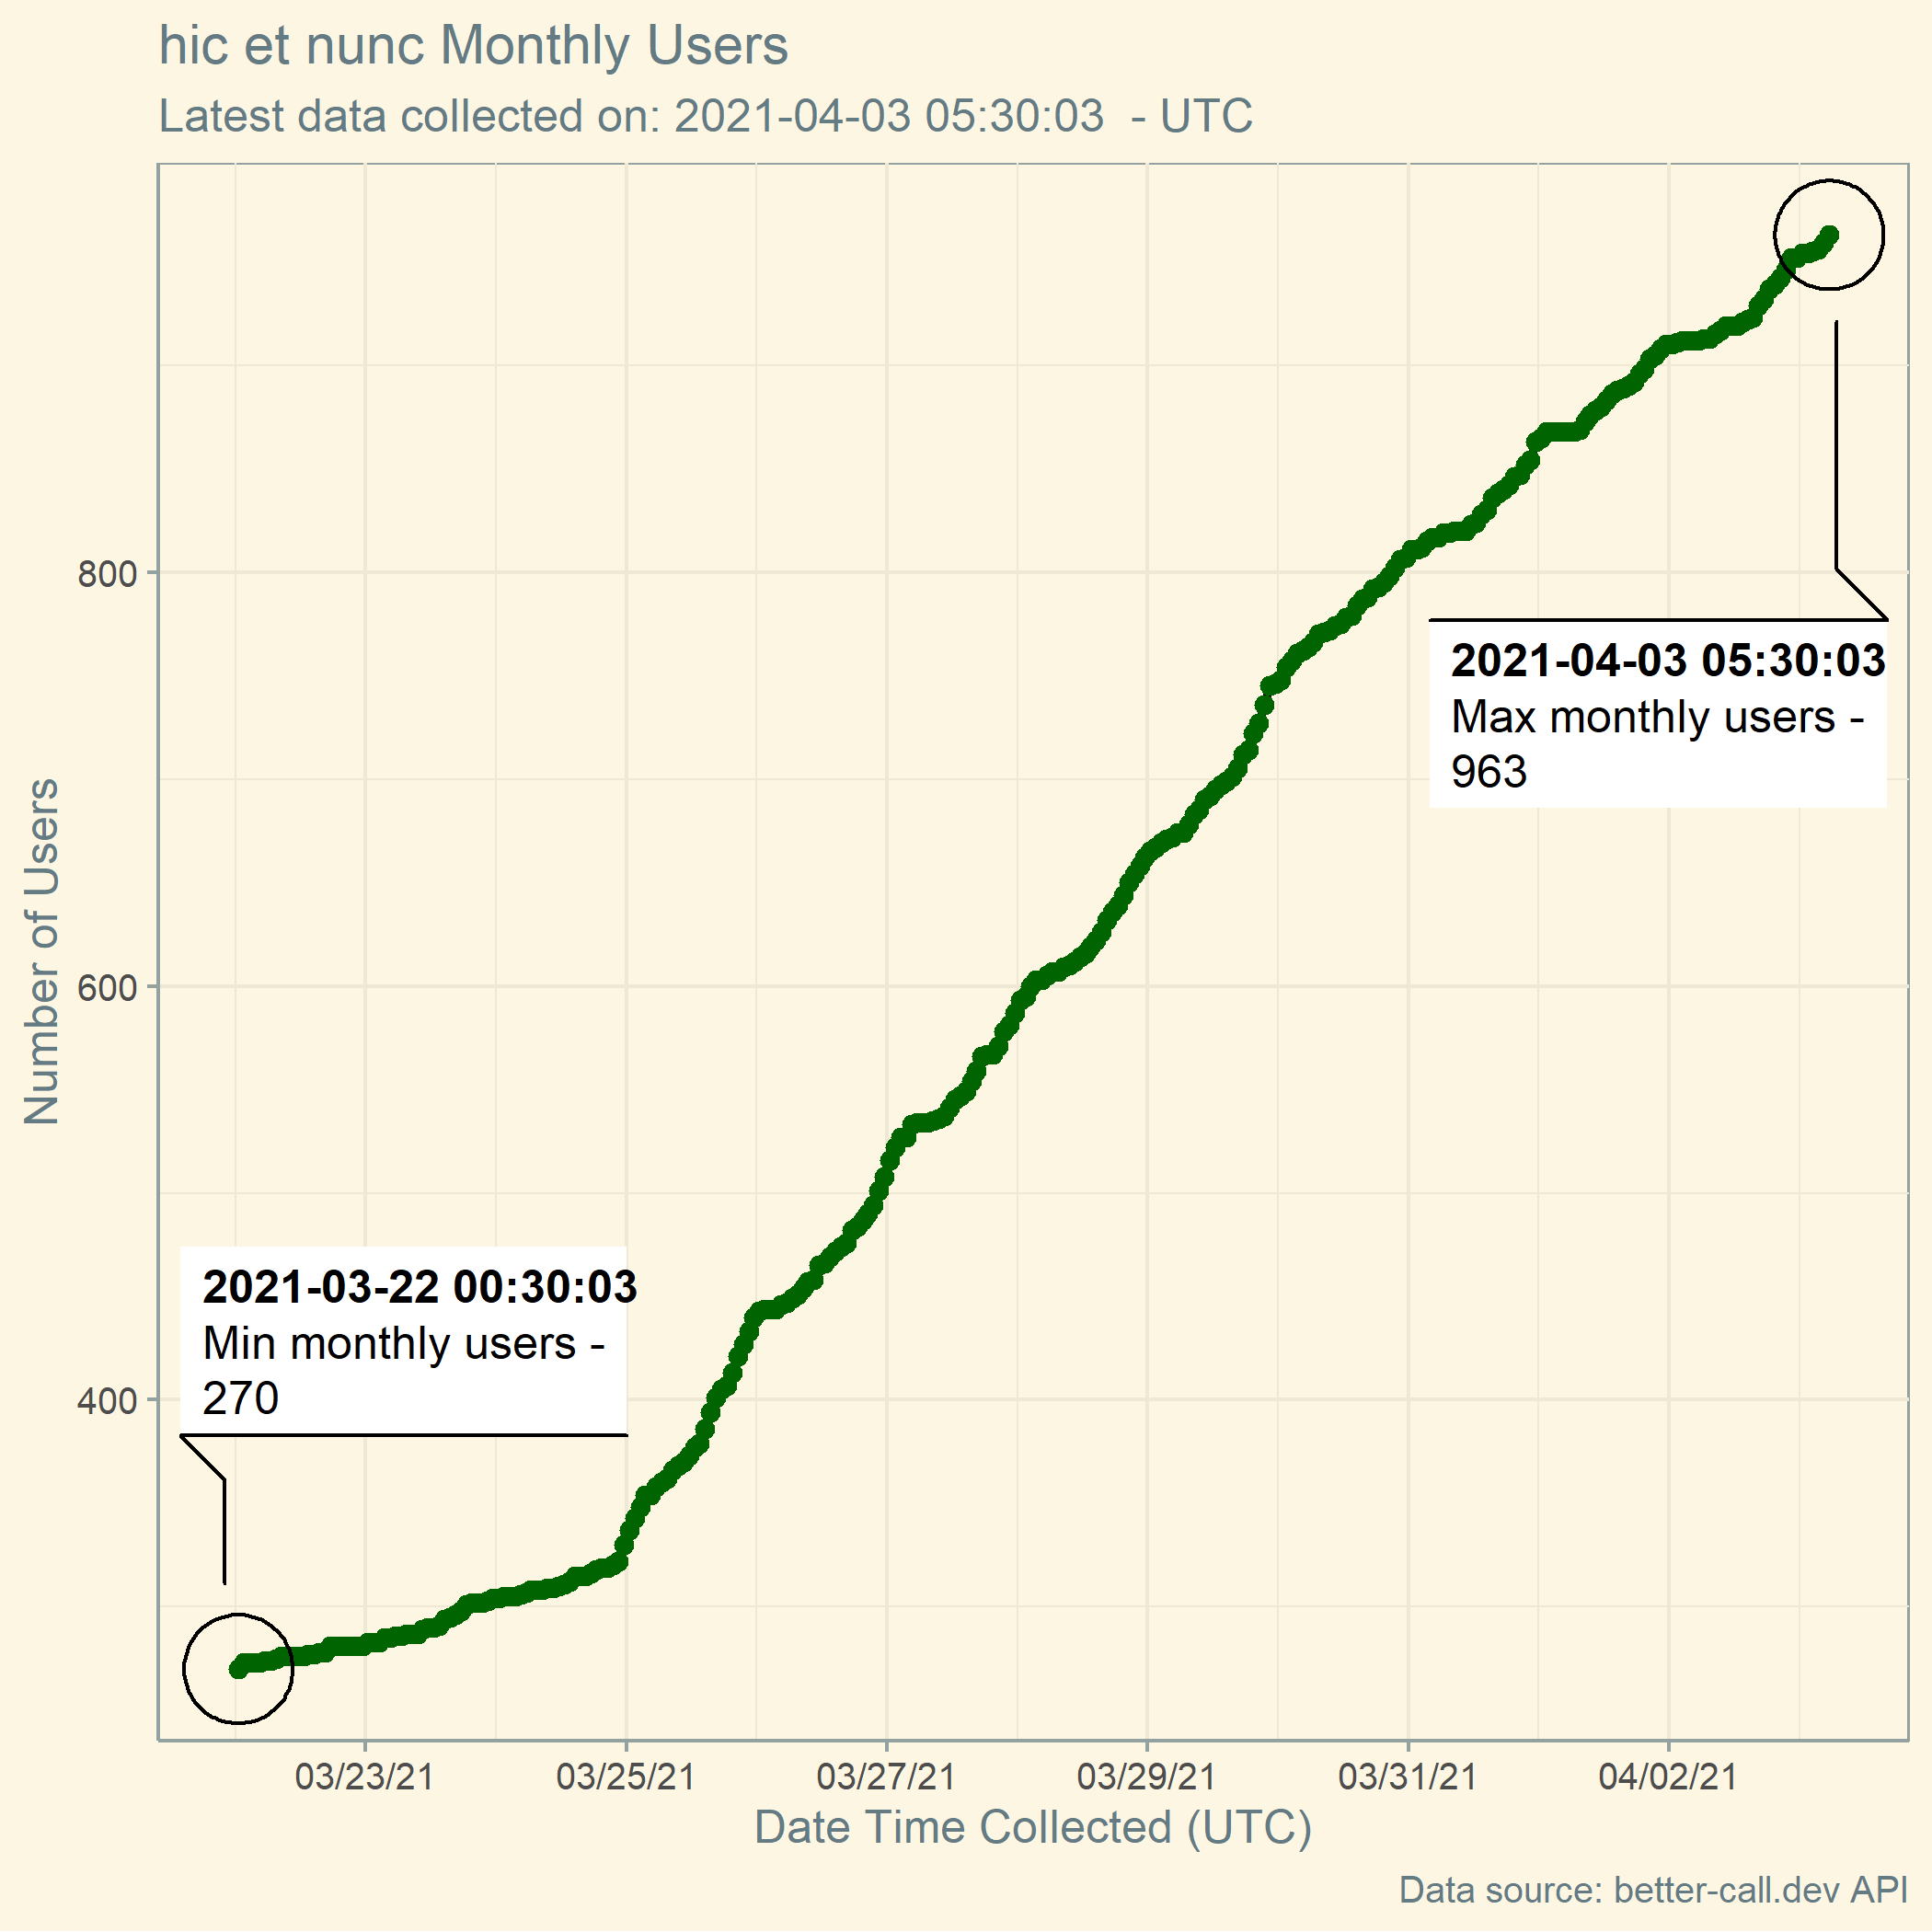 hic et nunc Monthly Users
Latest data collected on: 2021-04-03 05:30:03  - UTC
Number of Users
800
600
400
2021-04-03 05:30:03
Max monthly users -
963
2021-03-22 00:30:03
Min monthly users -
270
03/23/21
03/25/21
03/27/21
03/29/21
03/31/21
04/02/21
Date Time Collected (UTC)
Data source: better-call.dev API